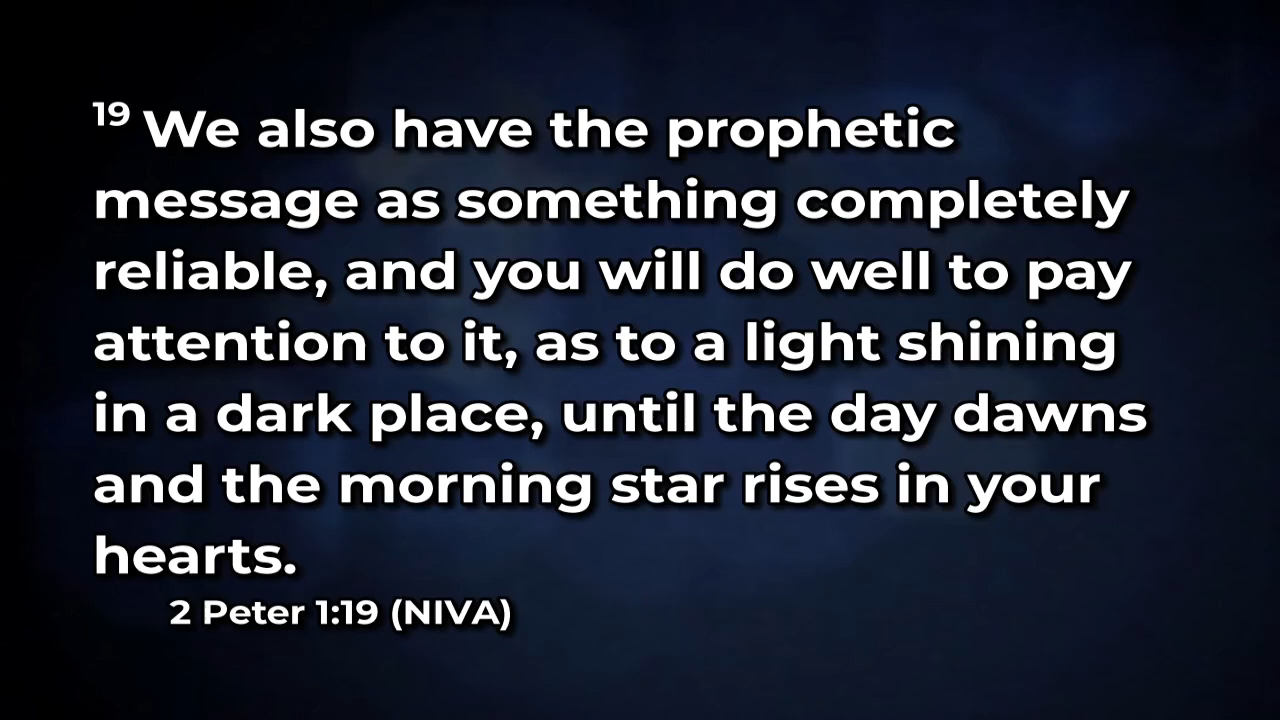 19 We also have the prophetic
message as something completely
reliable, and you will do well to pay
attention to it, as to a light shining
in a dark place, until the day dawns
and the morning star rises in your
hearts.
2 Peter 1:19 (NIVA)